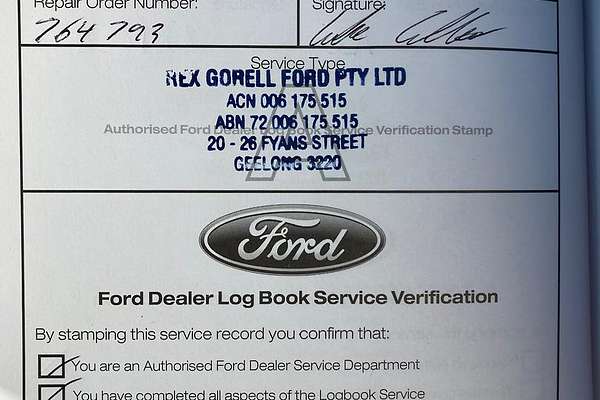 Repair Order Number:
Signature:
764 793
Service Type
A
REX GORELL FORD PTY LTD
ACN 006 175 515
ABN 72 006 175 515
Authorised Ford Dealer Log Book Service Verification Stamp
20 - 26 FYANS STREET
GEELONG 3220
Ford
Ford Dealer Log Book Service Verification
By stamping this service record you confirm that:
You are an Authorised Ford Dealer Service Department
You have completed all aspects of the Logbook Service